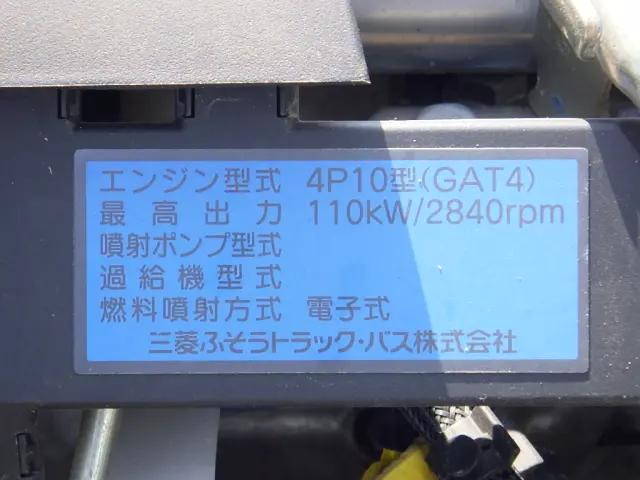 エンジン型式 4P10型(GAT4)
最高出力 110kW/2840rpm
噴射ポンプ型式
過給機型式
燃料噴射方式 電子式
三菱ふそうトラック・バス株式会社